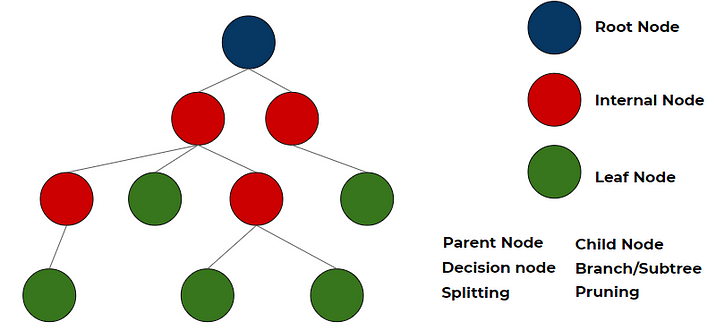 Root Node
Internal Node
Leaf Node
Parent Node
Child Node
Decision node
Branch/Subtree
Splitting
Pruning